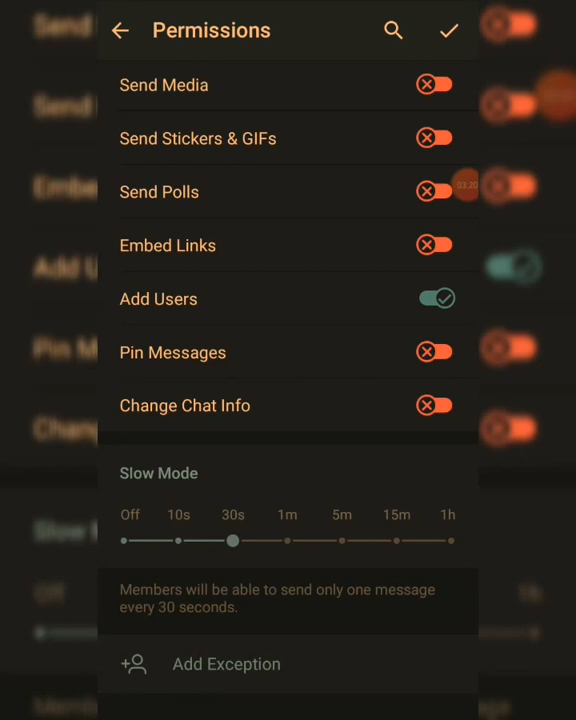 Permissions
Send Media
Send Stickers & GIFs
Send Polls
03:20
Embed Links
Add Users
Pin Messages
Change Chat Info
Slow Mode
Off 10s 30s 1m 5m 15m 1h
Members will be able to send only one message
every 30 seconds.
Add Exception